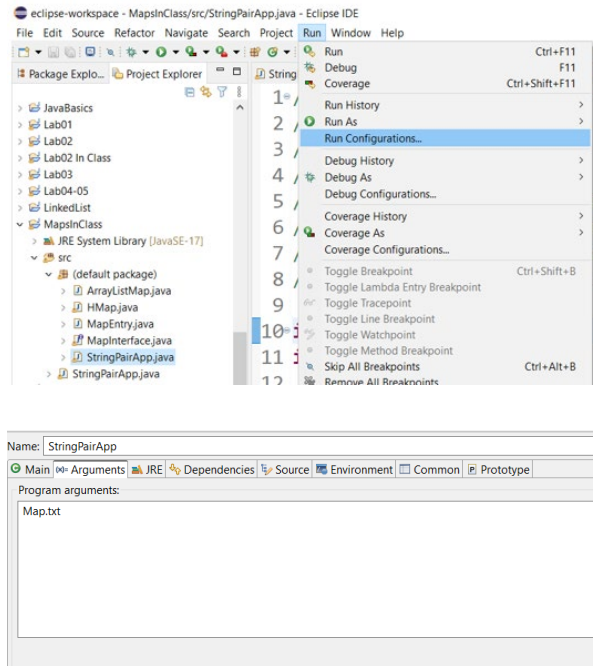 eclipse-workspace - MapsInClass/src/StringPairApp.java - Eclipse IDE
File Edit Source Refactor Navigate Search Project Run Window Help
Package Explo... Project Explorer
String
JavaBasics
Lab01
Lab02
Lab02 In Class
Lab03
Lab04-05
LinkedList
MapsInClass
JRE System Library [JavaSE-17]
src
(default package)
ArrayListMap.java
HMap.java
MapEntry.java
MapInterface.java
StringPairApp.java
StringPairApp.java
1 /
2 /
3 /
4 /
5 /
6 /
7 /
8 /
9
10 i
11 i
12
Run Ctrl+F11
Debug F11
Coverage Ctrl+Shift+F11
Run History >
Run As >
Run Configurations...
Debug History >
Debug As >
Debug Configurations...
Coverage History >
Coverage As >
Coverage Configurations...
Toggle Breakpoint Ctrl+Shift+B
Toggle Lambda Entry Breakpoint
Toggle Tracepoint
Toggle Line Breakpoint
Toggle Watchpoint
Toggle Method Breakpoint
Skip All Breakpoints Ctrl+Alt+B
Remove All Breakpoints
Name: StringPairApp
Main (x)= Arguments JRE Dependencies Source Environment Common Prototype
Program arguments:
Map.txt